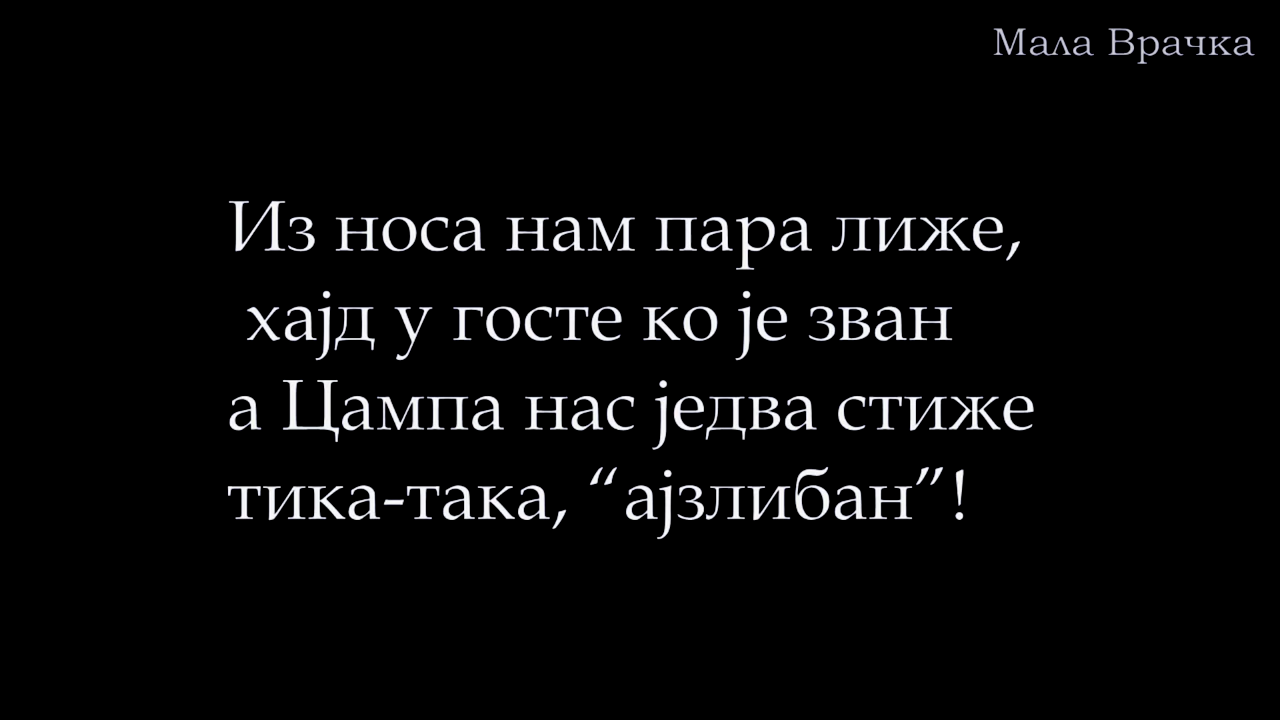 Мала Врачка
Из носа нам пара лиже,
хајд у госте ко је зван
а Цампа нас једва стиже
тика-така, “ајзлибан”!